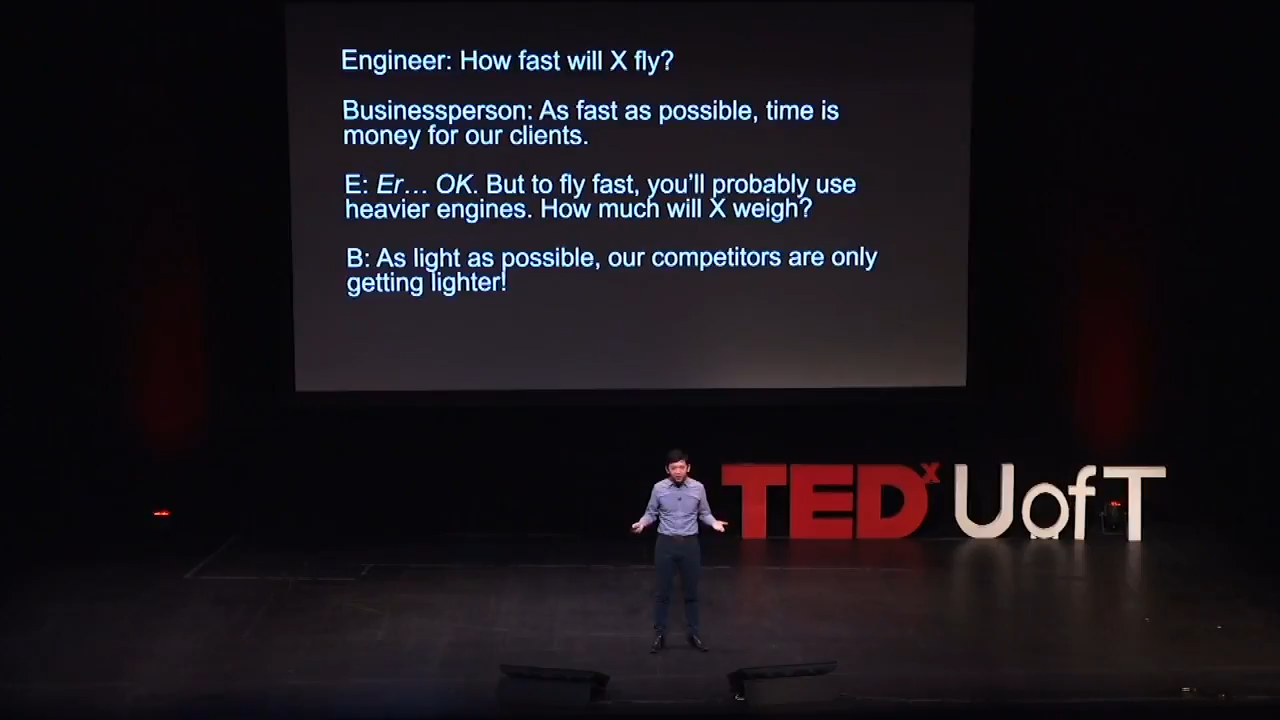 Engineer: How fast will X fly?
Businessperson: As fast as possible, time is
money for our clients.
E: Er… OK. But to fly fast, you’ll probably use
heavier engines. How much will X weigh?
B: As light as possible, our competitors are only
getting lighter!
TEDx UofT